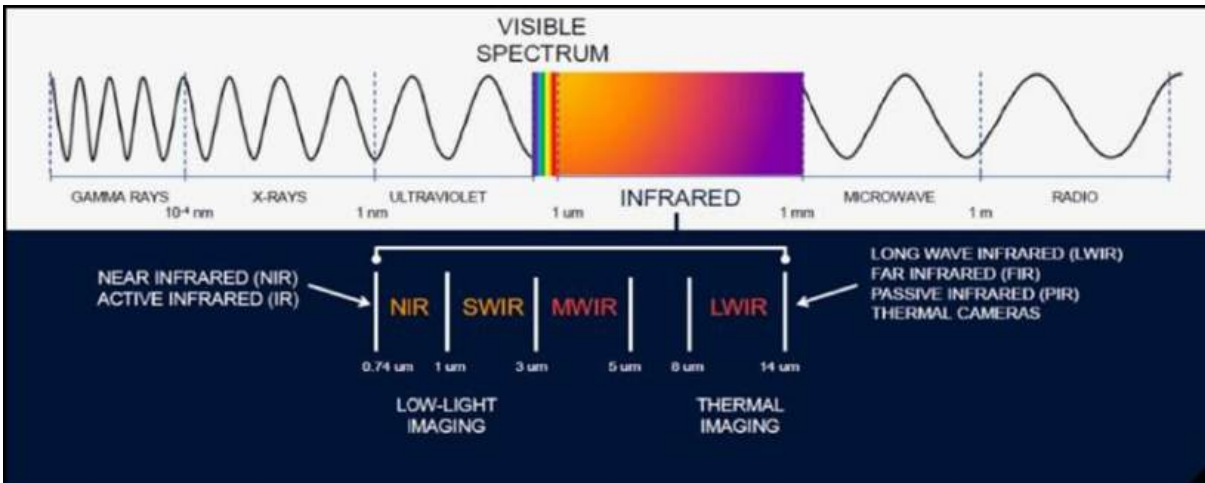 VISIBLE
SPECTRUM
GAMMA RAYS
10⁻⁴ nm
X-RAYS
1 nm
ULTRAVIOLET
1 um
INFRARED
1 mm
MICROWAVE
1 m
RADIO
NEAR INFRARED (NIR)
ACTIVE INFRARED (IR)
LONG WAVE INFRARED (LWIR)
FAR INFRARED (FIR)
PASSIVE INFRARED (PIR)
THERMAL CAMERAS
NIR
SWIR
MWIR
LWIR
0.74 um
1 um
3 um
5 um
8 um
14 um
LOW-LIGHT
IMAGING
THERMAL
IMAGING